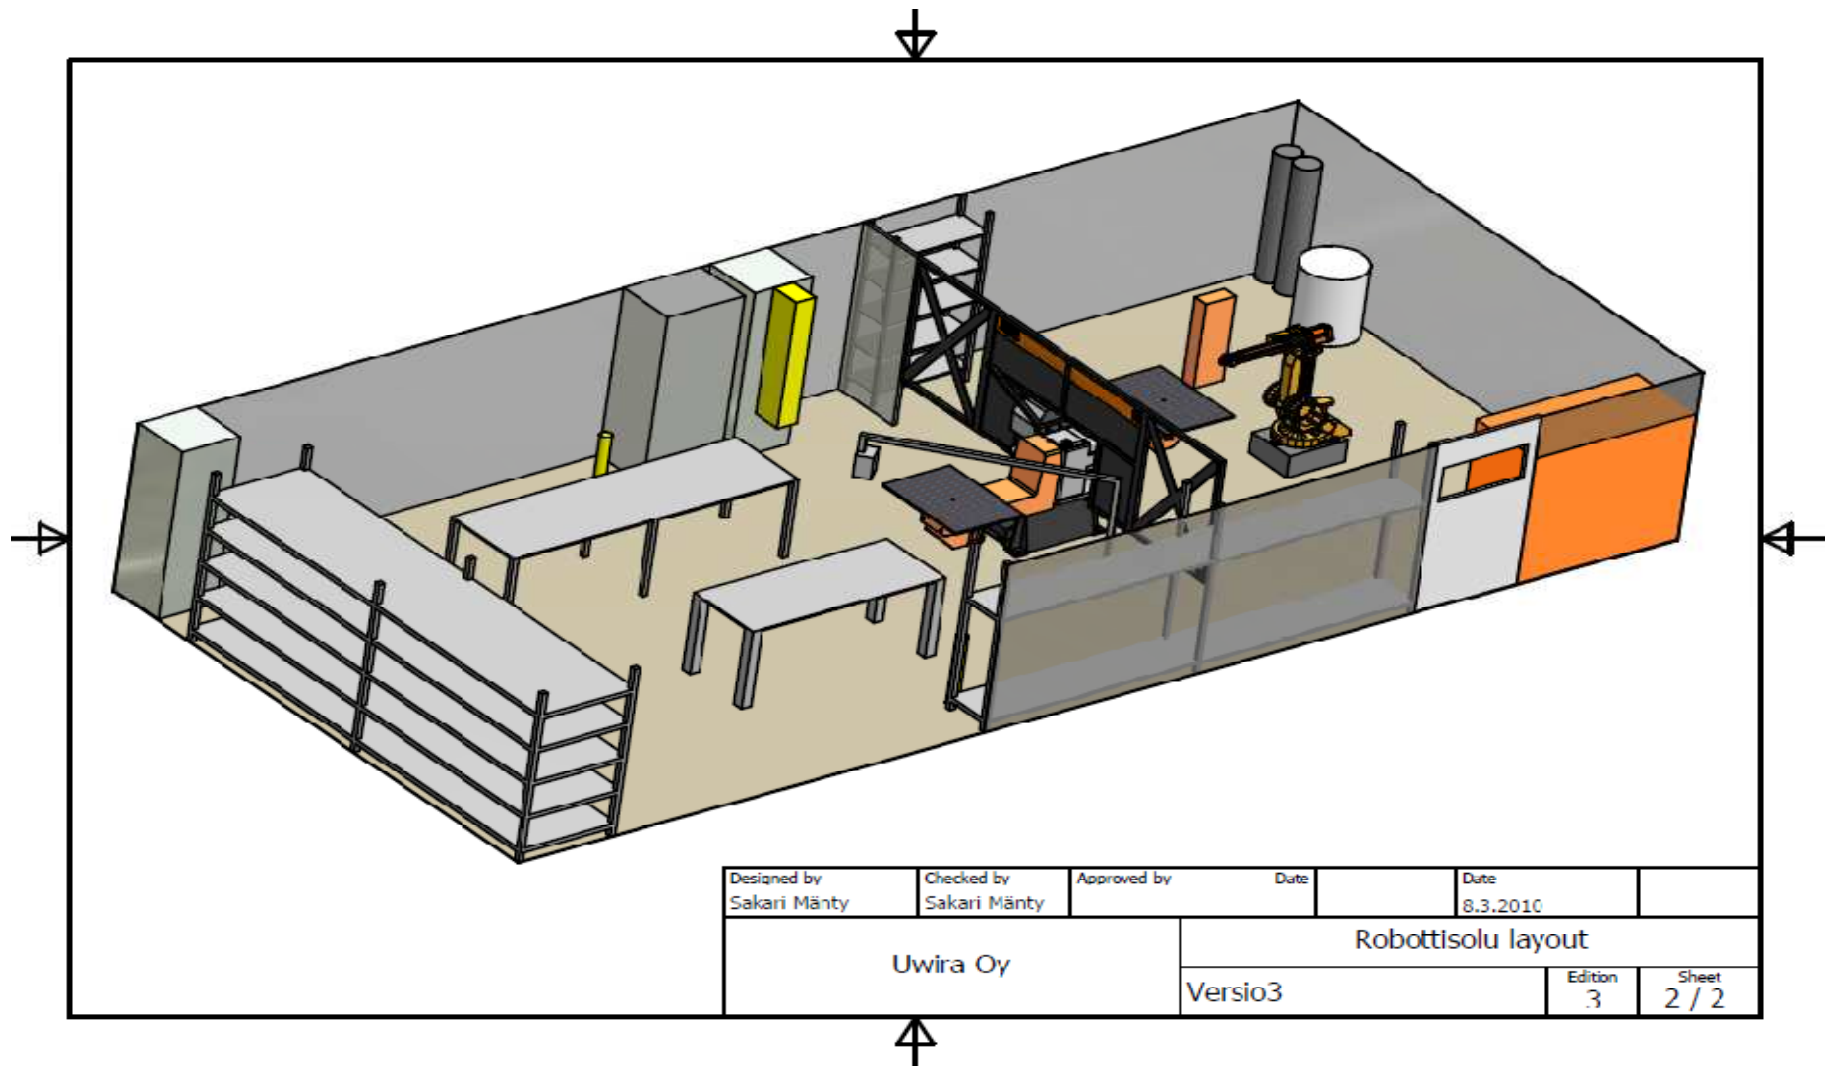 Designed by
Sakari Mänty
Checked by
Sakari Mänty
Approved by
Date
Date
8.3.2010
Uwira Oy
Robottisolu layout
Versio3
Edition
3
Sheet
2 / 2